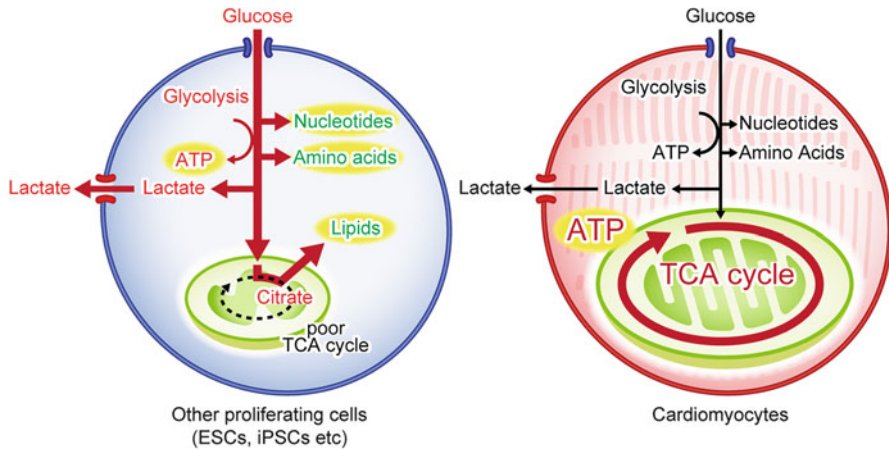 Glucose
Glycolysis
Nucleotides
ATP
Amino acids
Lactate
Lactate
Lipids
Citrate
poor
TCA cycle
Other proliferating cells
(ESCs, iPSCs etc)
Glucose
Glycolysis
Nucleotides
ATP
Amino Acids
Lactate
Lactate
ATP
TCA cycle
Cardiomyocytes